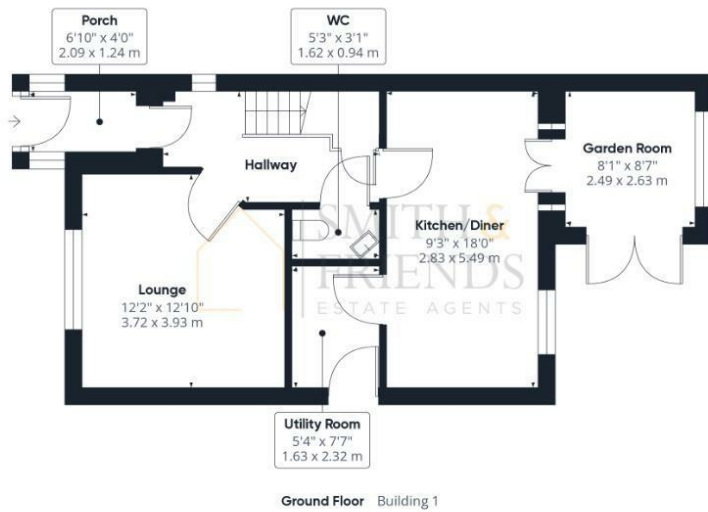 Porch
6'10" x 4'0"
2.09 x 1.24 m
WC
5'3" x 3'1"
1.62 x 0.94 m
Hallway
Garden Room
8'1" x 8'7"
2.49 x 2.63 m
Kitchen/Diner
9'3" x 18'0"
2.83 x 5.49 m
SMITH &
FRIENDS
ESTATE AGENTS
Lounge
12'2" x 12'10"
3.72 x 3.93 m
Utility Room
5'4" x 7'7"
1.63 x 2.32 m
Ground Floor Building 1